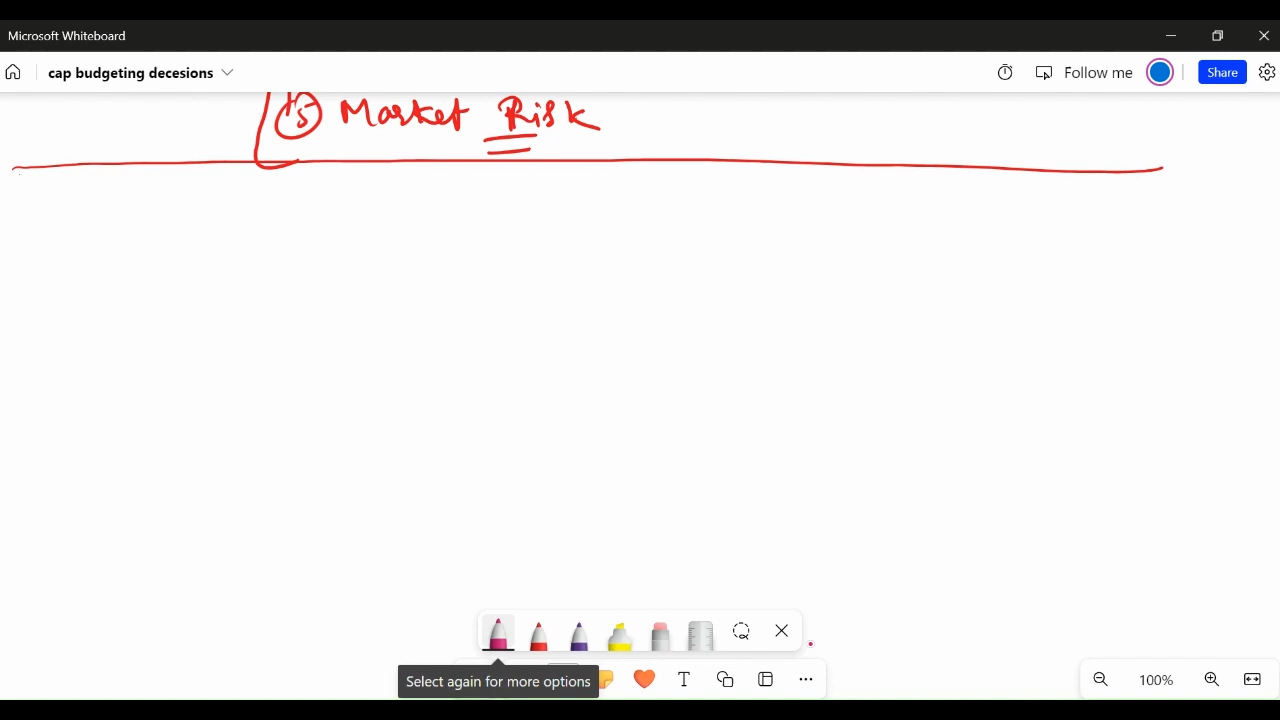 Microsoft Whiteboard
cap budgeting decesions
Follow me
Share
5 Market Risk
T
Select again for more options
100%